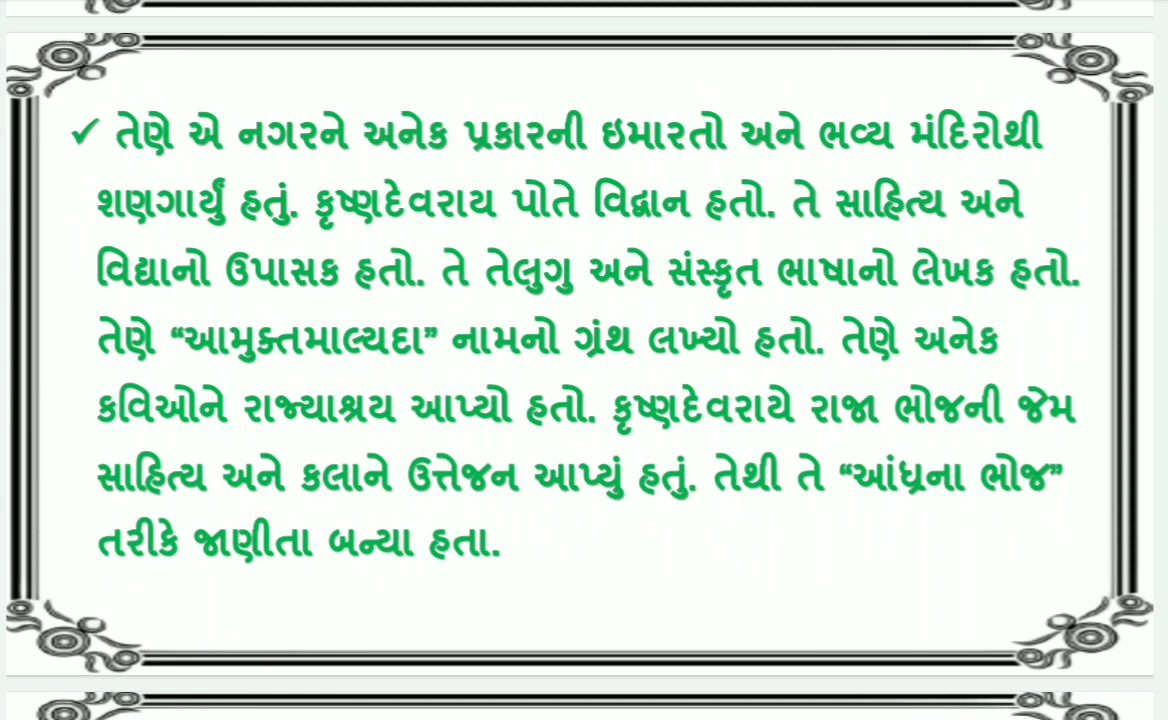 ✓ તેણે એ નગરને અનેક પ્રકારની ઇમારતો અને ભવ્ય મંદિરોથી
શણગાર્યું હતું. કૃષ્ણદેવરાય પોતે વિદ્વાન હતો. તે સાહિત્ય અને
વિદ્યાનો ઉપાસક હતો. તે તેલુગુ અને સંસ્કૃત ભાષાનો લેખક હતો.
તેણે “આમુક્તમાલ્યદા” નામનો ગ્રંથ લખ્યો હતો. તેણે અનેક
કવિઓને રાજ્યાશ્રય આપ્યો હતો. કૃષ્ણદેવરાયે રાજા ભોજની જેમ
સાહિત્ય અને કલાને ઉત્તેજન આપ્યું હતું. તેથી તે “આંધ્રના ભોજ”
તરીકે જાણીતા બન્યા હતા.